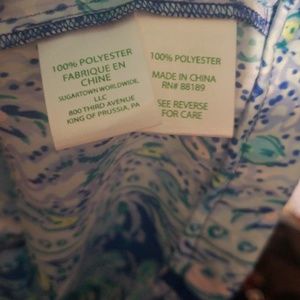 100% POLYESTER
FABRIQUE EN
CHINE
SUGARTOWN WORLDWIDE,
LLC
800 THIRD AVENUE
KING OF PRUSSIA, PA
100% POLYESTER
MADE IN CHINA
RN# 88189
SEE REVERSE
FOR CARE